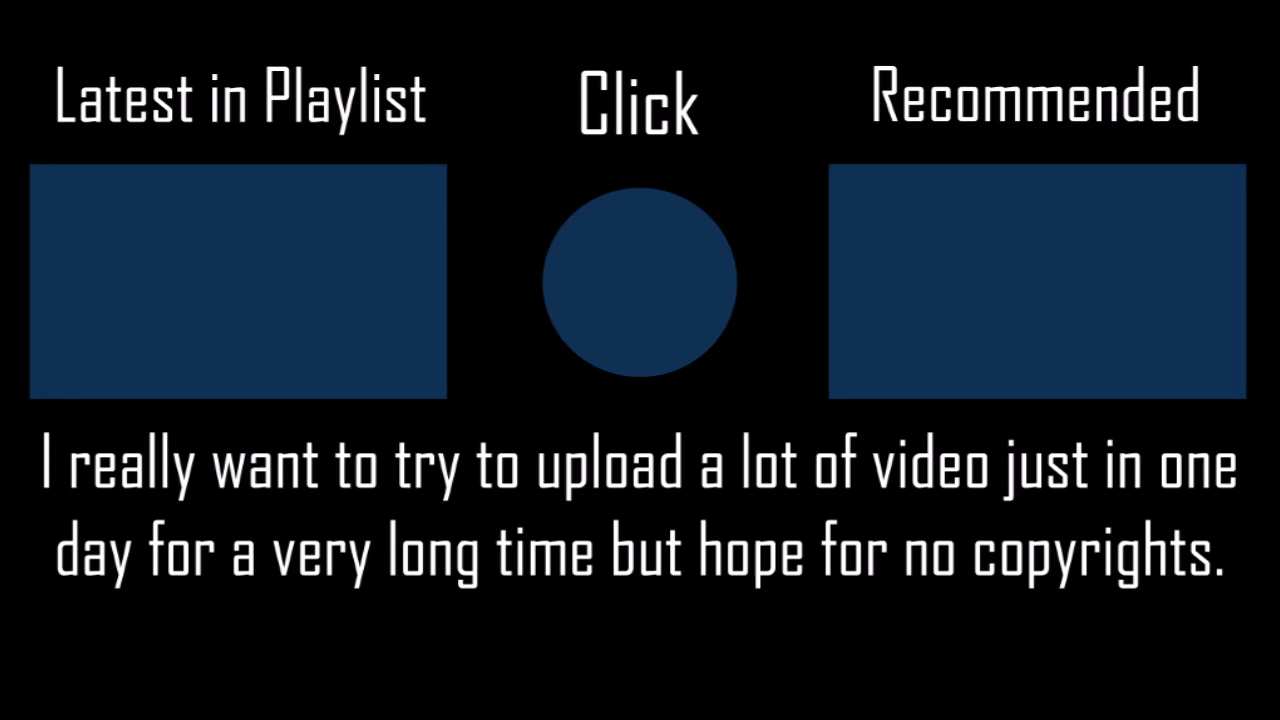 Latest in Playlist
Click
Recommended
I really want to try to upload a lot of video just in one
day for a very long time but hope for no copyrights.